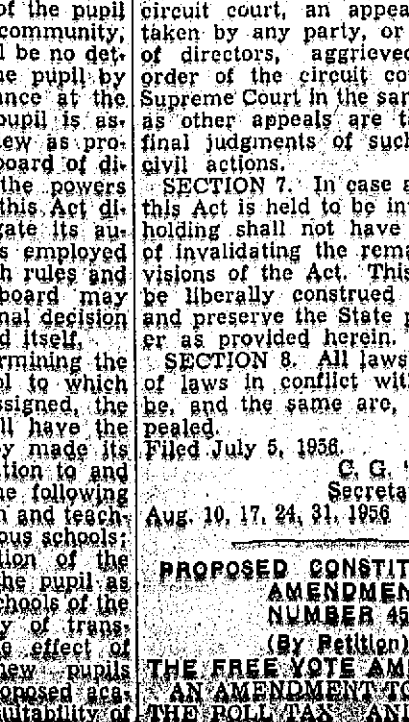 of the pupil
community,
l be no det-
ne pupil by
ance at the
pupil is as-
ew as pro-
board of di-
the powers
this Act di-
gate its au-
s employed
h rules and
board may
nal decision
d itself.
rmining the
ol to which
ssigned, the
ll have the
y made its
tion to and
he following
n and teach-
ous schools;
tion of the
he pupil as
chools of the
y of trans-
e effect of
new pupils
oposed aca-
uitability of
circuit court, an appea
taken by any party, or
of directors, aggrieved
order of the circuit co
Supreme Court in the sam
as other appeals are ta
final judgments of such
civil actions.
SECTION 7. In case a
this Act is held to be inv
holding shall not have
of invalidating the rema
visions of the Act. This
be liberally construed
and preserve the State p
er as provided herein.
SECTION 8. All laws
of laws in conflict wit
be, and the same are,
pealed.
Filed July 5, 1956.
C. G.
Secreta
Aug. 10, 17, 24, 31, 1956
PROPOSED CONSTIT
AMENDMEN
NUMBER 45
(By Petition)
THE FREE VOTE AM
AN AMENDMENT TO
THE POLL TAX AN